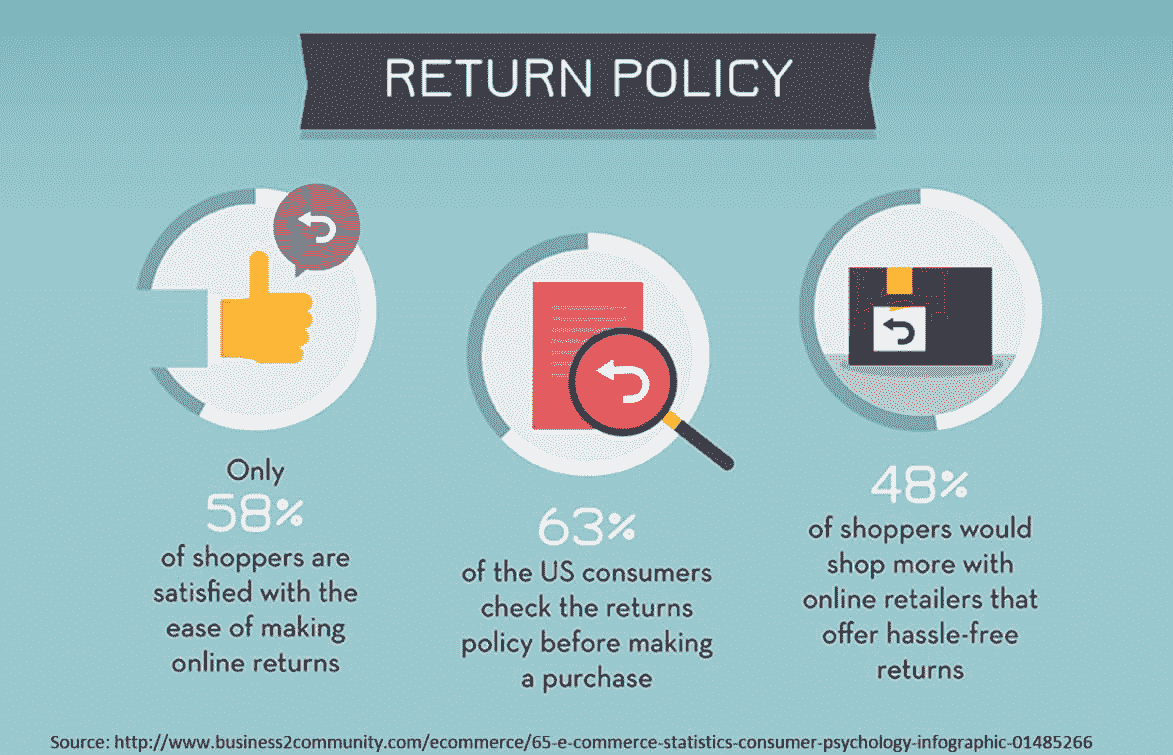 RETURN POLICY
Only
58%
of shoppers are
satisfied with the
ease of making
online returns
63%
of the US consumers
check the returns
policy before making
a purchase
48%
of shoppers would
shop more with
online retailers that
offer hassle-free
returns
Source: http://www.business2community.com/ecommerce/65-e-commerce-statistics-consumer-psychology-infographic-01485266